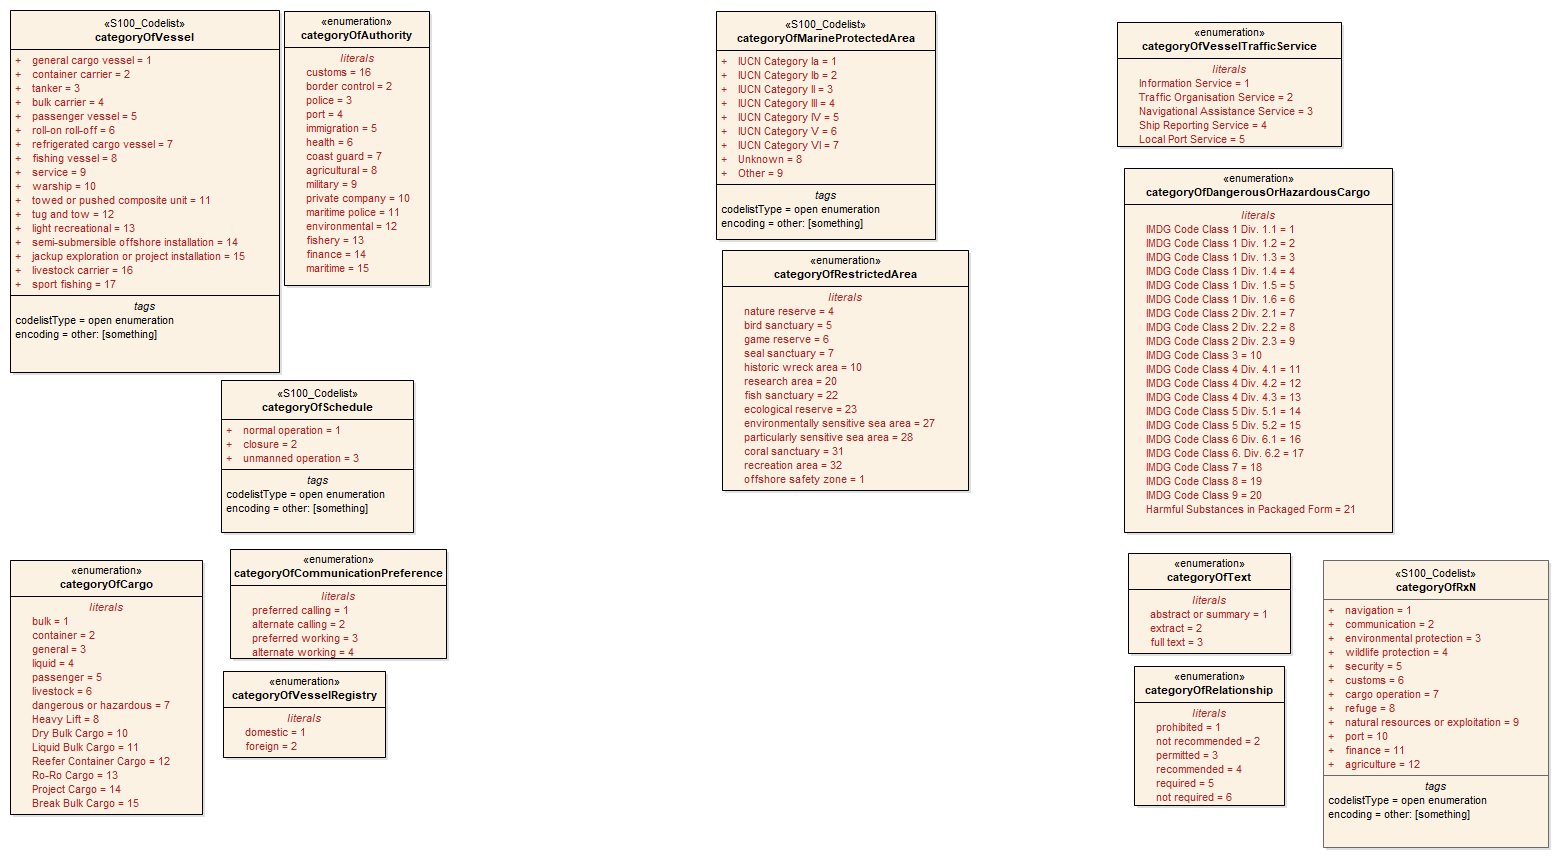 «S100_Codelist»
categoryOfVessel
+ general cargo vessel = 1
+ container carrier = 2
+ tanker = 3
+ bulk carrier = 4
+ passenger vessel = 5
+ roll-on roll-off = 6
+ refrigerated cargo vessel = 7
+ fishing vessel = 8
+ service = 9
+ warship = 10
+ towed or pushed composite unit = 11
+ tug and tow = 12
+ light recreational = 13
+ semi-submersible offshore installation = 14
+ jackup exploration or project installation = 15
+ livestock carrier = 16
+ sport fishing = 17
tags
codelistType = open enumeration
encoding = other: [something]
«enumeration»
categoryOfAuthority
literals
customs = 16
border control = 2
police = 3
port = 4
immigration = 5
health = 6
coast guard = 7
agricultural = 8
military = 9
private company = 10
maritime police = 11
environmental = 12
fishery = 13
finance = 14
maritime = 15
«S100_Codelist»
categoryOfSchedule
+ normal operation = 1
+ closure = 2
+ unmanned operation = 3
tags
codelistType = open enumeration
encoding = other: [something]
«enumeration»
categoryOfCargo
literals
bulk = 1
container = 2
general = 3
liquid = 4
passenger = 5
livestock = 6
dangerous or hazardous = 7
Heavy Lift = 8
Dry Bulk Cargo = 10
Liquid Bulk Cargo = 11
Reefer Container Cargo = 12
Ro-Ro Cargo = 13
Project Cargo = 14
Break Bulk Cargo = 15
«enumeration»
categoryOfCommunicationPreference
literals
preferred calling = 1
alternate calling = 2
preferred working = 3
alternate working = 4
«enumeration»
categoryOfVesselRegistry
literals
domestic = 1
foreign = 2
«S100_Codelist»
categoryOfMarineProtectedArea
+ IUCN Category Ia = 1
+ IUCN Category Ib = 2
+ IUCN Category II = 3
+ IUCN Category III = 4
+ IUCN Category IV = 5
+ IUCN Category V = 6
+ IUCN Category VI = 7
+ Unknown = 8
+ Other = 9
tags
codelistType = open enumeration
encoding = other: [something]
«enumeration»
categoryOfRestrictedArea
literals
nature reserve = 4
bird sanctuary = 5
game reserve = 6
seal sanctuary = 7
historic wreck area = 10
research area = 20
fish sanctuary = 22
ecological reserve = 23
environmentally sensitive sea area = 27
particularly sensitive sea area = 28
coral sanctuary = 31
recreation area = 32
offshore safety zone = 1
«enumeration»
categoryOfVesselTrafficService
literals
Information Service = 1
Traffic Organisation Service = 2
Navigational Assistance Service = 3
Ship Reporting Service = 4
Local Port Service = 5
«enumeration»
categoryOfDangerousOrHazardousCargo
literals
IMDG Code Class 1 Div. 1.1 = 1
IMDG Code Class 1 Div. 1.2 = 2
IMDG Code Class 1 Div. 1.3 = 3
IMDG Code Class 1 Div. 1.4 = 4
IMDG Code Class 1 Div. 1.5 = 5
IMDG Code Class 1 Div. 1.6 = 6
IMDG Code Class 2 Div. 2.1 = 7
IMDG Code Class 2 Div. 2.2 = 8
IMDG Code Class 2 Div. 2.3 = 9
IMDG Code Class 3 = 10
IMDG Code Class 4 Div. 4.1 = 11
IMDG Code Class 4 Div. 4.2 = 12
IMDG Code Class 4 Div. 4.3 = 13
IMDG Code Class 5 Div. 5.1 = 14
IMDG Code Class 5 Div. 5.2 = 15
IMDG Code Class 6 Div. 6.1 = 16
IMDG Code Class 6. Div. 6.2 = 17
IMDG Code Class 7 = 18
IMDG Code Class 8 = 19
IMDG Code Class 9 = 20
Harmful Substances in Packaged Form = 21
«enumeration»
categoryOfText
literals
abstract or summary = 1
extract = 2
full text = 3
«enumeration»
categoryOfRelationship
literals
prohibited = 1
not recommended = 2
permitted = 3
recommended = 4
required = 5
not required = 6
«S100_Codelist»
categoryOfRxN
+ navigation = 1
+ communication = 2
+ environmental protection = 3
+ wildlife protection = 4
+ security = 5
+ customs = 6
+ cargo operation = 7
+ refuge = 8
+ natural resources or exploitation = 9
+ port = 10
+ finance = 11
+ agriculture = 12
tags
codelistType = open enumeration
encoding = other: [something]